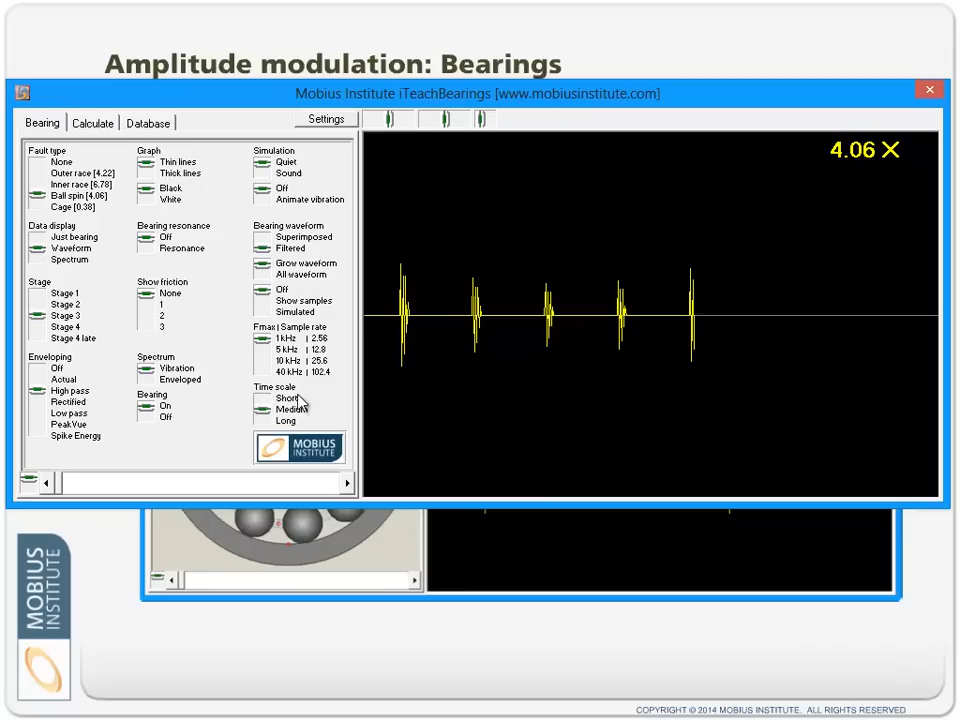 Amplitude modulation: Bearings
Mobius Institute iTeachBearings [www.mobiusinstitute.com]
Bearing
Calculate
Database
Settings
Fault type
None
Outer race [4.22]
Inner race [6.78]
Ball spin [4.06]
Cage [0.38]
Data display
Just bearing
Waveform
Spectrum
Stage
Stage 1
Stage 2
Stage 3
Stage 4
Stage 4 late
Enveloping
Off
Actual
High pass
Rectified
Low pass
PeakVue
Spike Energy
Graph
Thin lines
Thick lines
Black
White
Bearing resonance
Off
Resonance
Show friction
None
1
2
3
Spectrum
Vibration
Enveloped
Bearing
On
Off
Simulation
Quiet
Sound
Off
Animate vibration
Bearing waveform
Superimposed
Filtered
Grow waveform
All waveform
Off
Show samples
Simulated
Fmax | Sample rate
1 kHz | 2.56
5 kHz | 12.8
10 kHz | 25.6
40 kHz | 102.4
Time scale
Short
Medium
Long
MOBIUS
INSTITUTE
4.06 X
MOBIUS
INSTITUTE
COPYRIGHT © 2014 MOBIUS INSTITUTE. ALL RIGHTS RESERVED